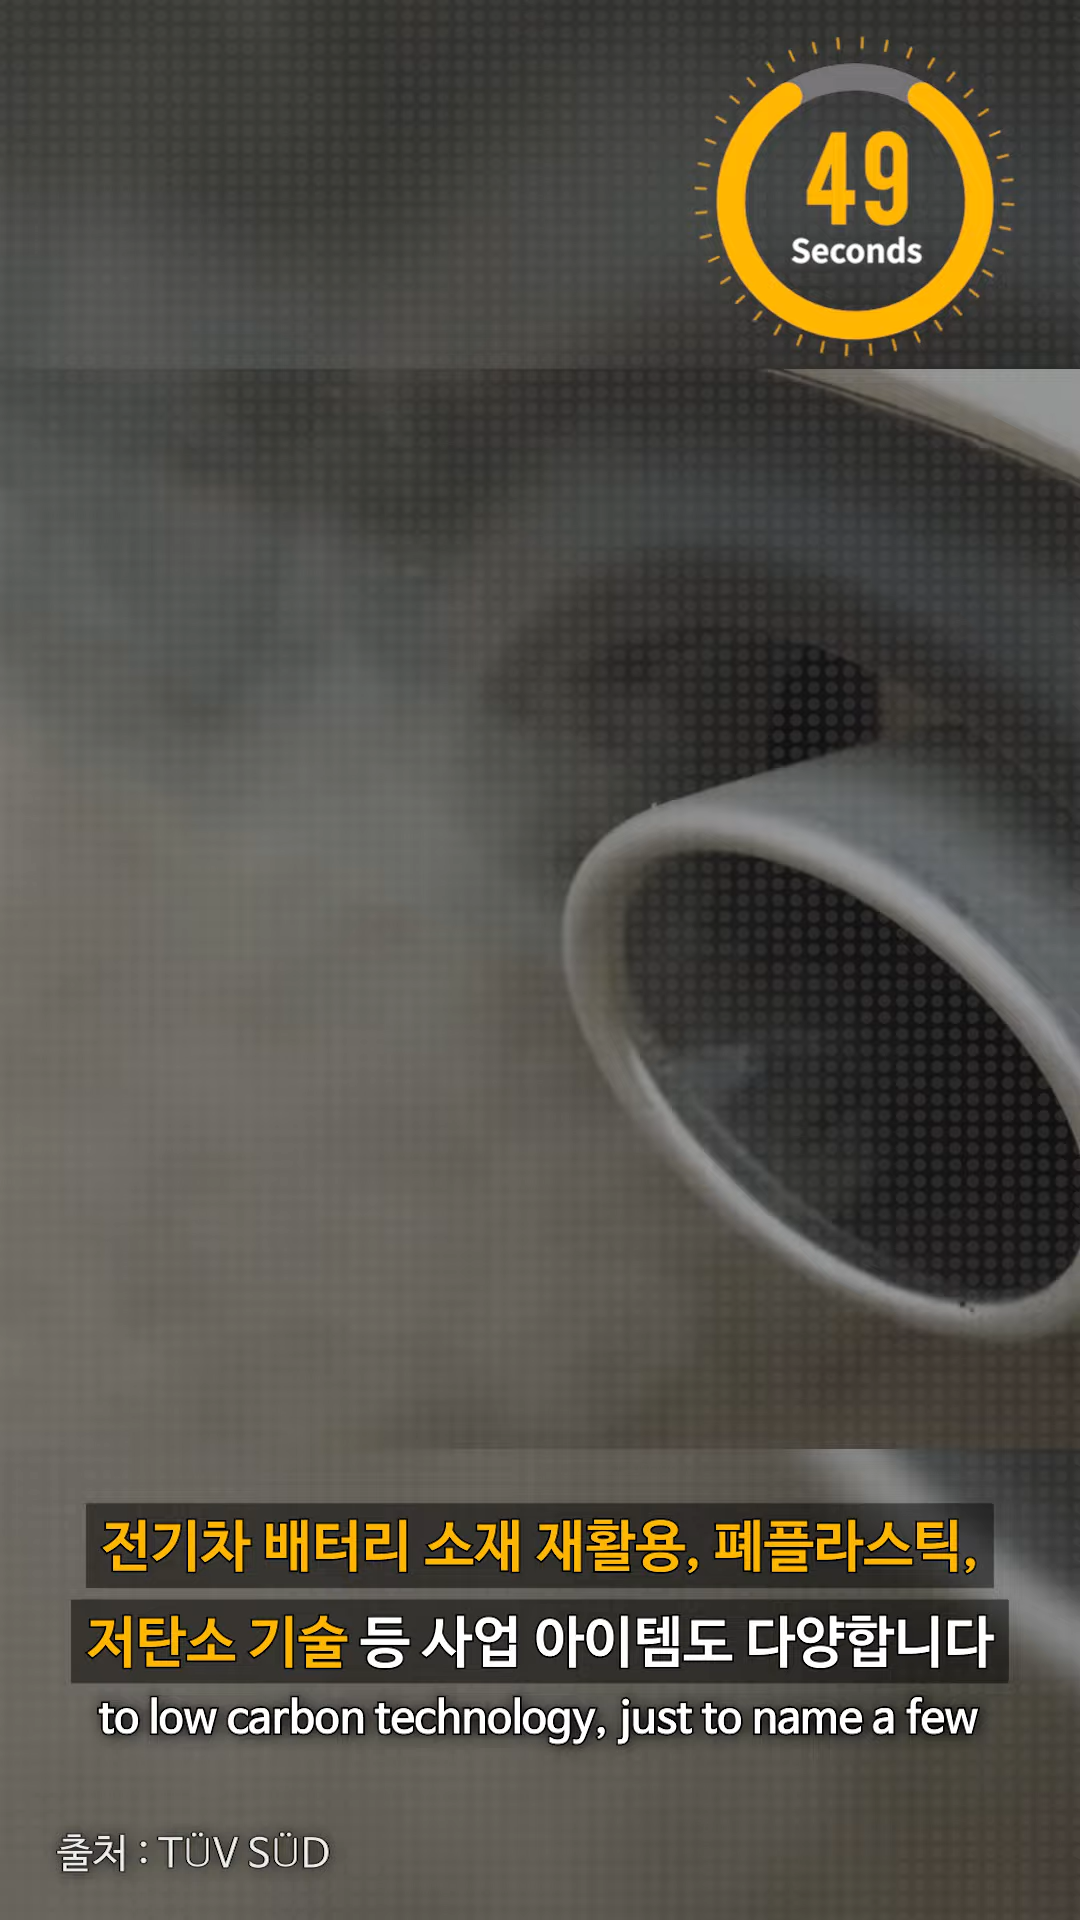 49
Seconds
전기차 배터리 소재 재활용, 폐플라스틱,
저탄소 기술 등 사업 아이템도 다양합니다
to low carbon technology, just to name a few
출처 : TÜV SÜD